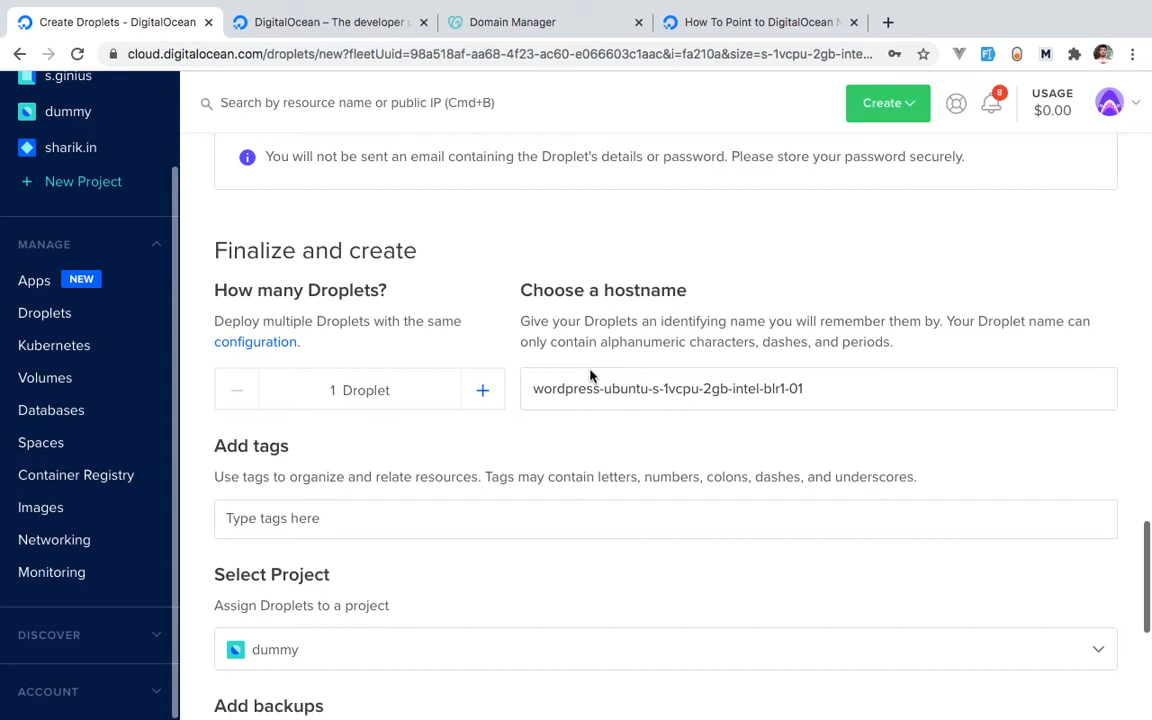 Create Droplets - DigitalOcean
DigitalOcean – The developer c
Domain Manager
How To Point to DigitalOcean N
cloud.digitalocean.com/droplets/new?fleetUuid=98a518af-aa68-4f23-ac60-e066603c1aac&i=fa210a&size=s-1vcpu-2gb-inte...
s.ginius
dummy
sharik.in
+ New Project
MANAGE
Apps NEW
Droplets
Kubernetes
Volumes
Databases
Spaces
Container Registry
Images
Networking
Monitoring
DISCOVER
ACCOUNT
Search by resource name or public IP (Cmd+B)
Create
8
USAGE
$0.00
You will not be sent an email containing the Droplet's details or password. Please store your password securely.
Finalize and create
How many Droplets?
Deploy multiple Droplets with the same
configuration.
1 Droplet
Choose a hostname
Give your Droplets an identifying name you will remember them by. Your Droplet name can
only contain alphanumeric characters, dashes, and periods.
wordpress-ubuntu-s-1vcpu-2gb-intel-blr1-01
Add tags
Use tags to organize and relate resources. Tags may contain letters, numbers, colons, dashes, and underscores.
Type tags here
Select Project
Assign Droplets to a project
dummy
Add backups